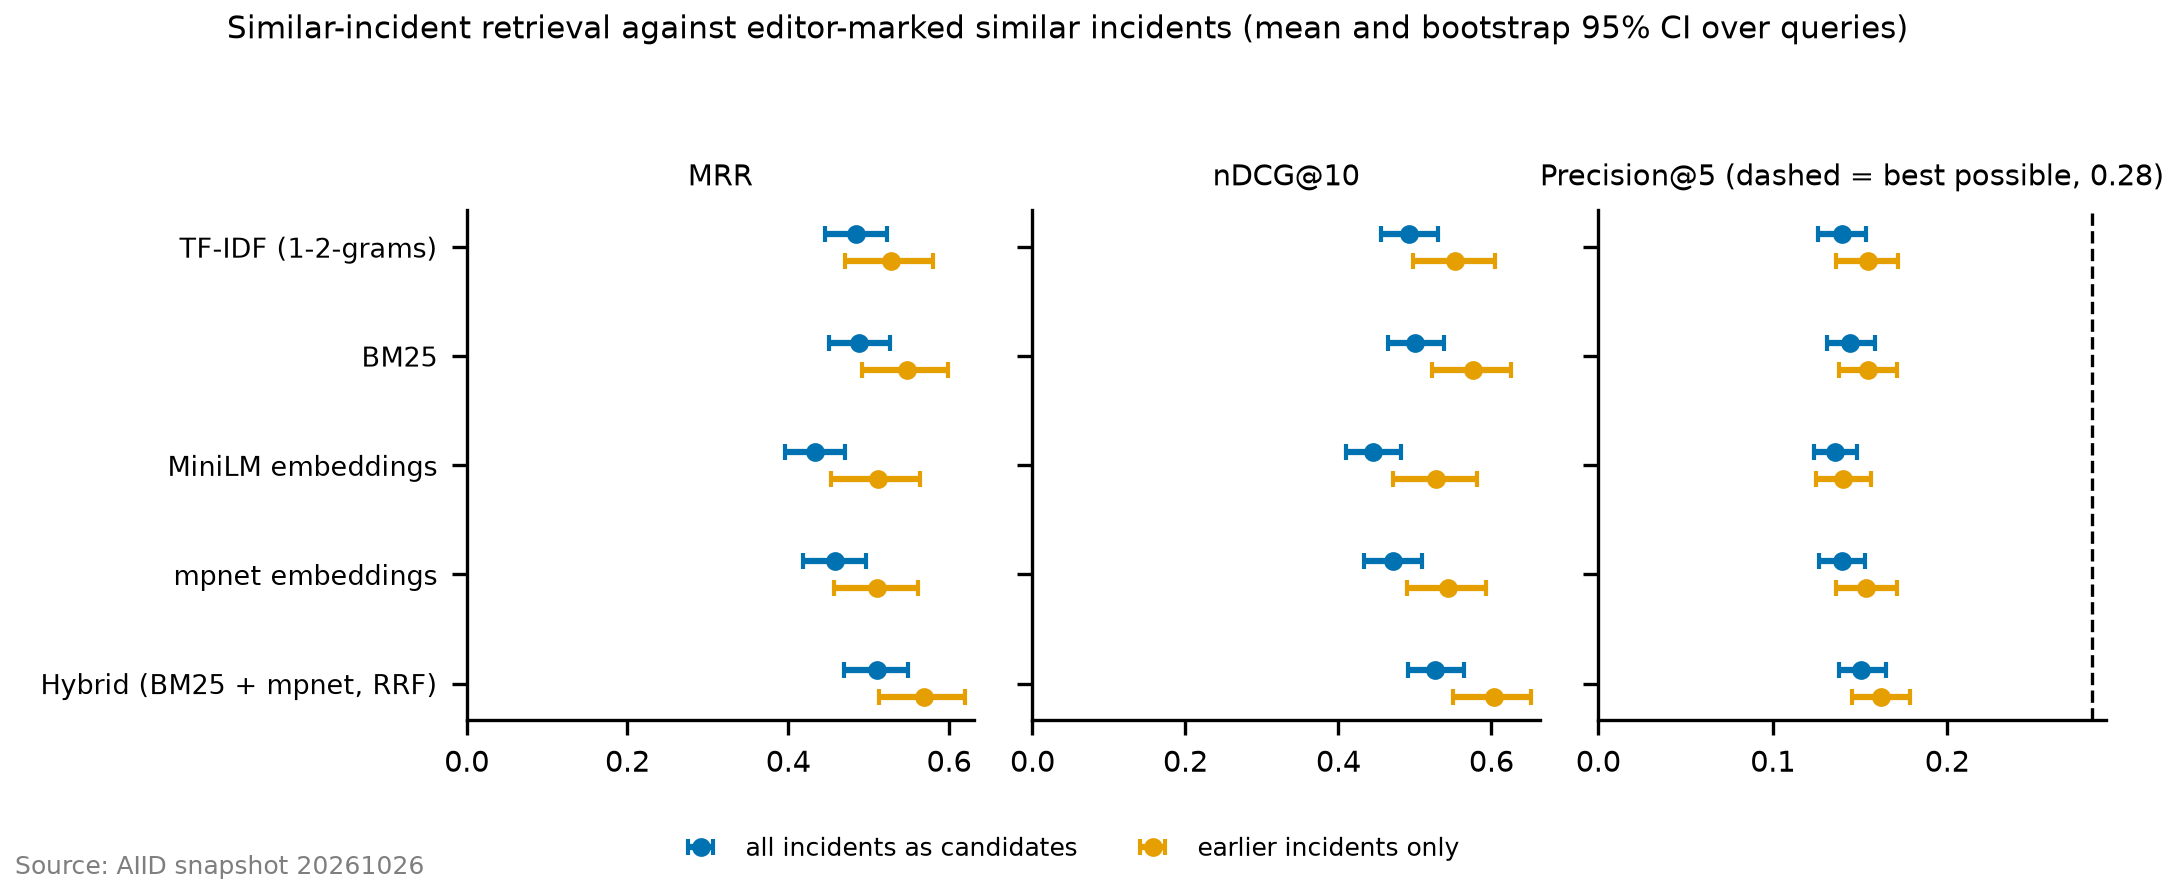 Similar-incident retrieval against editor-marked similar incidents (mean and bootstrap 95% CI over queries)
MRR
nDCG@10
Precision@5 (dashed = best possible, 0.28)
TF-IDF (1-2-grams)
BM25
MiniLM embeddings
mpnet embeddings
Hybrid (BM25 + mpnet, RRF)
0.0 0.2 0.4 0.6
0.0 0.2 0.4 0.6
0.0 0.1 0.2
all incidents as candidates
earlier incidents only
Source: AIID snapshot 20261026